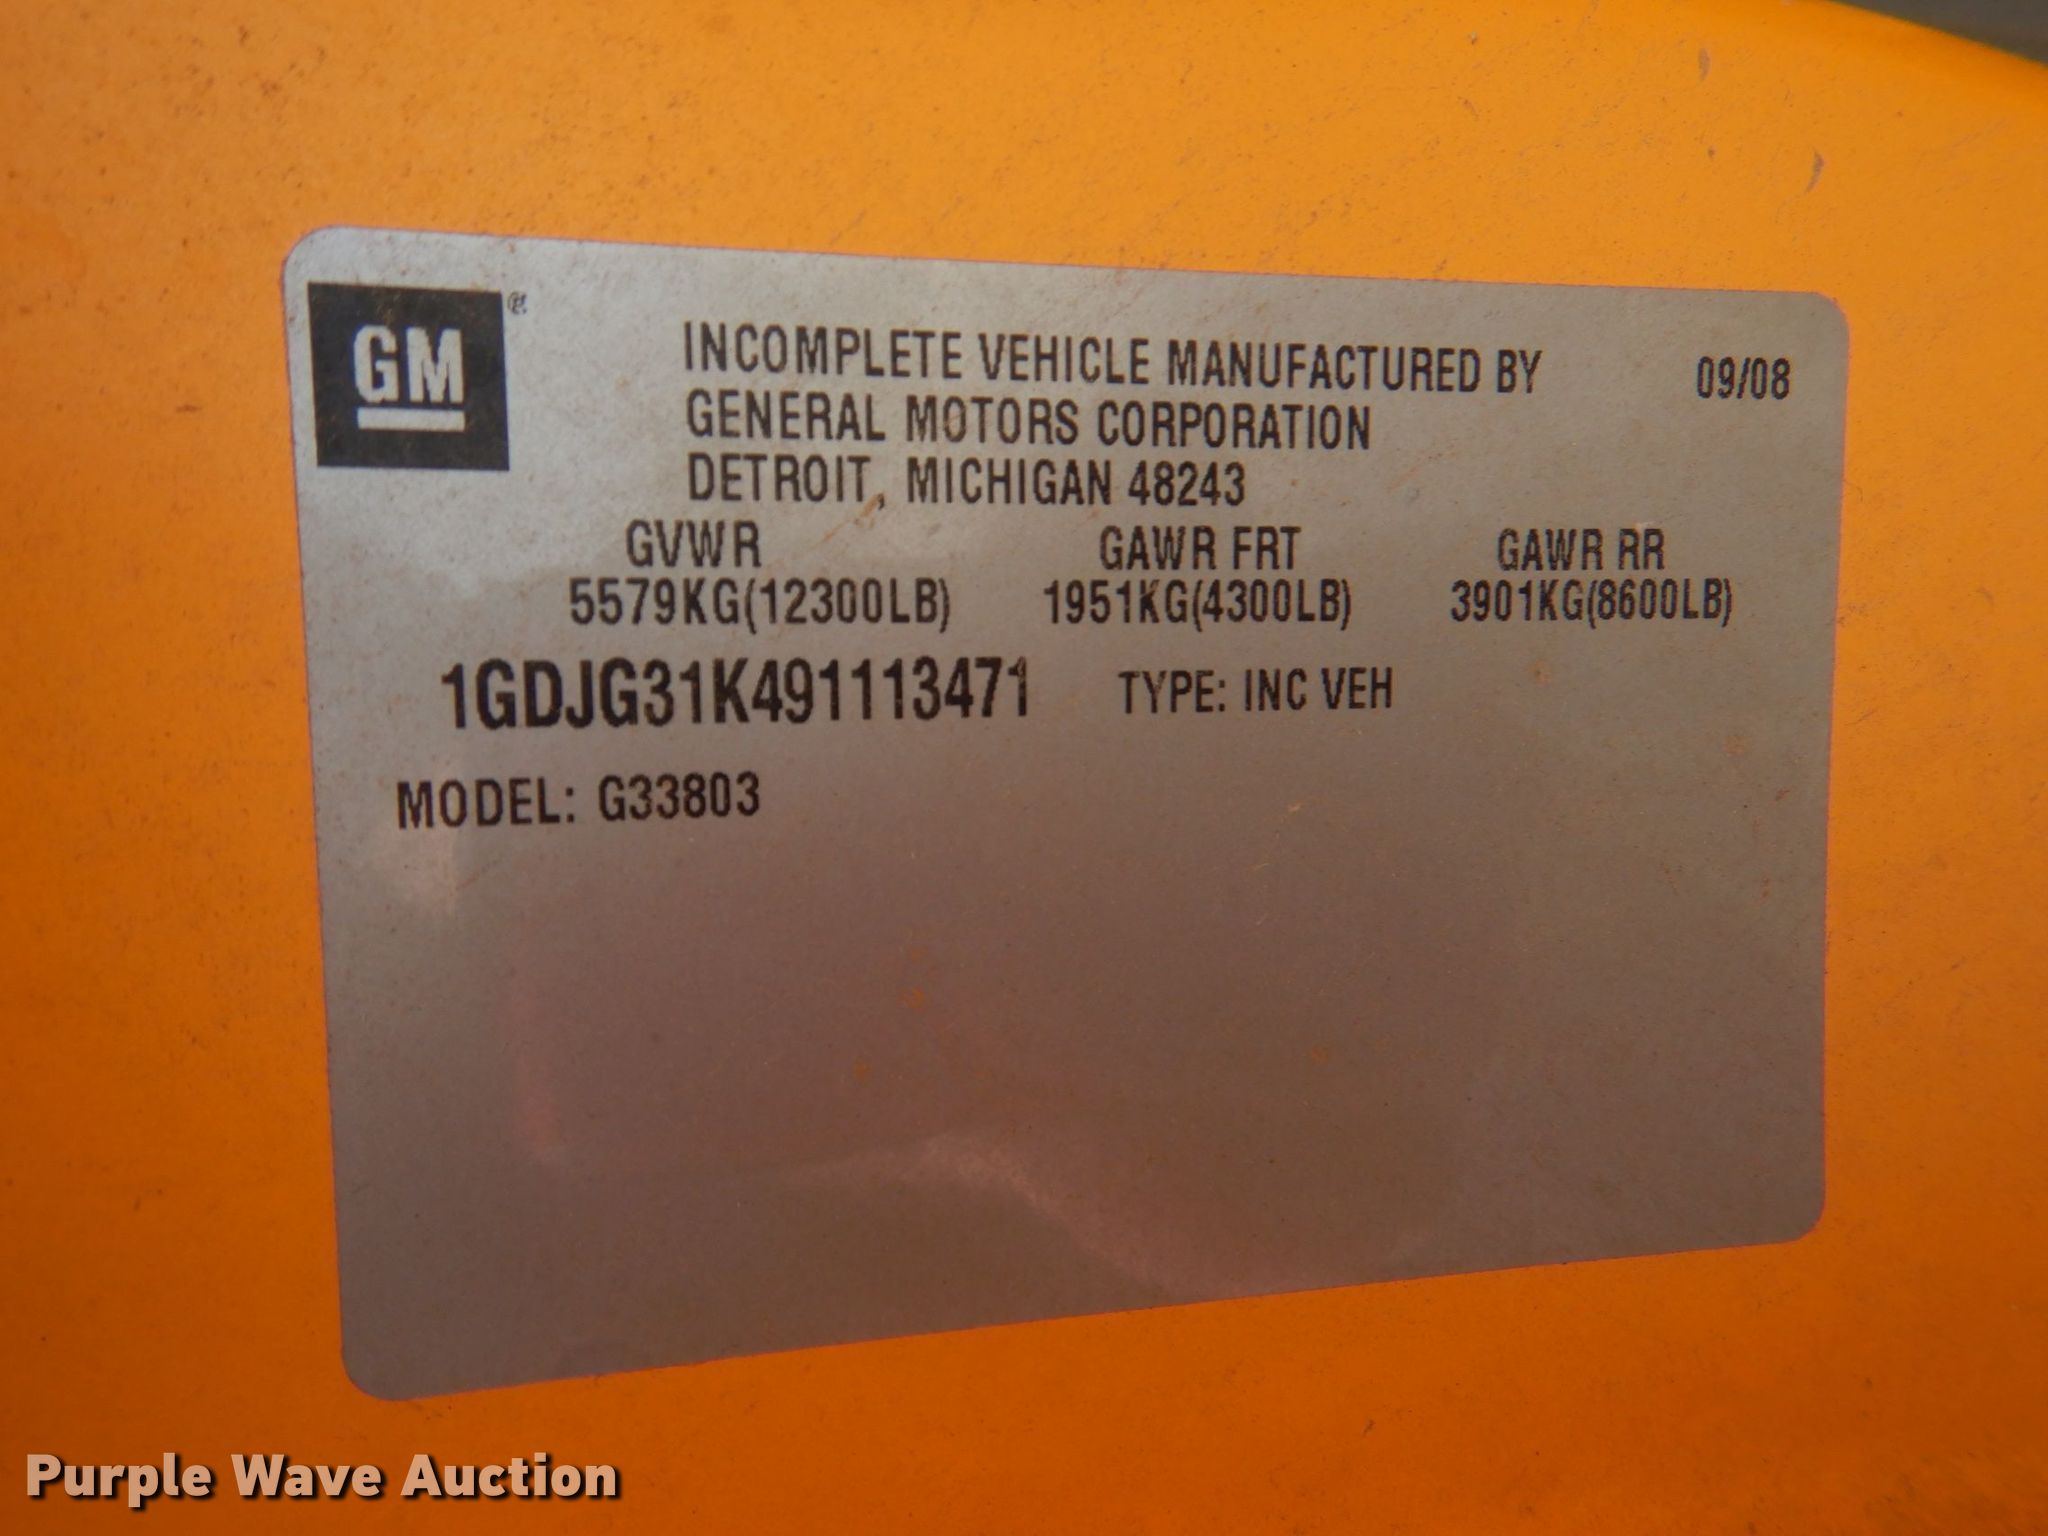 GM®
INCOMPLETE VEHICLE MANUFACTURED BY 09/08
GENERAL MOTORS CORPORATION
DETROIT, MICHIGAN 48243
GVWR GAWR FRT GAWR RR
5579KG(12300LB) 1951KG(4300LB) 3901KG(8600LB)
1GDJG31K491113471 TYPE: INC VEH
MODEL: G33803
Purple Wave Auction